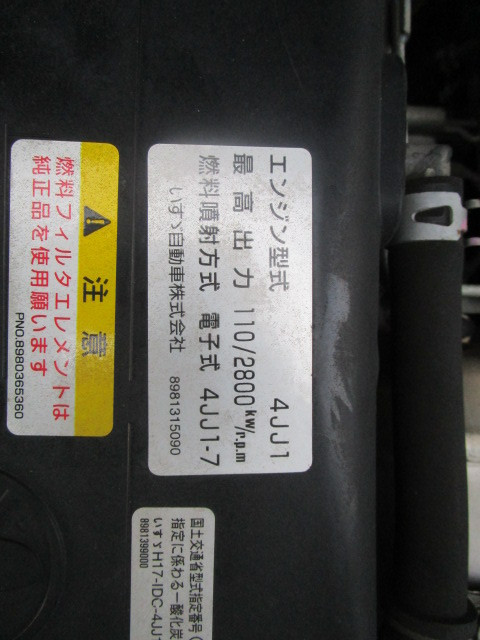 エンジン型式 4JJ1
最高出力 110/2800 kW/r.p.m
燃料噴射方式 電子式 4JJ1-7
いすゞ自動車株式会社 8981315090
注意
燃料フィルタエレメントは
純正品を使用願います
PNO.8980365360
国土交通省型式指定番号(
指定に係わる一酸化炭
いすゞH17-IDC-4JJ-
8981399000